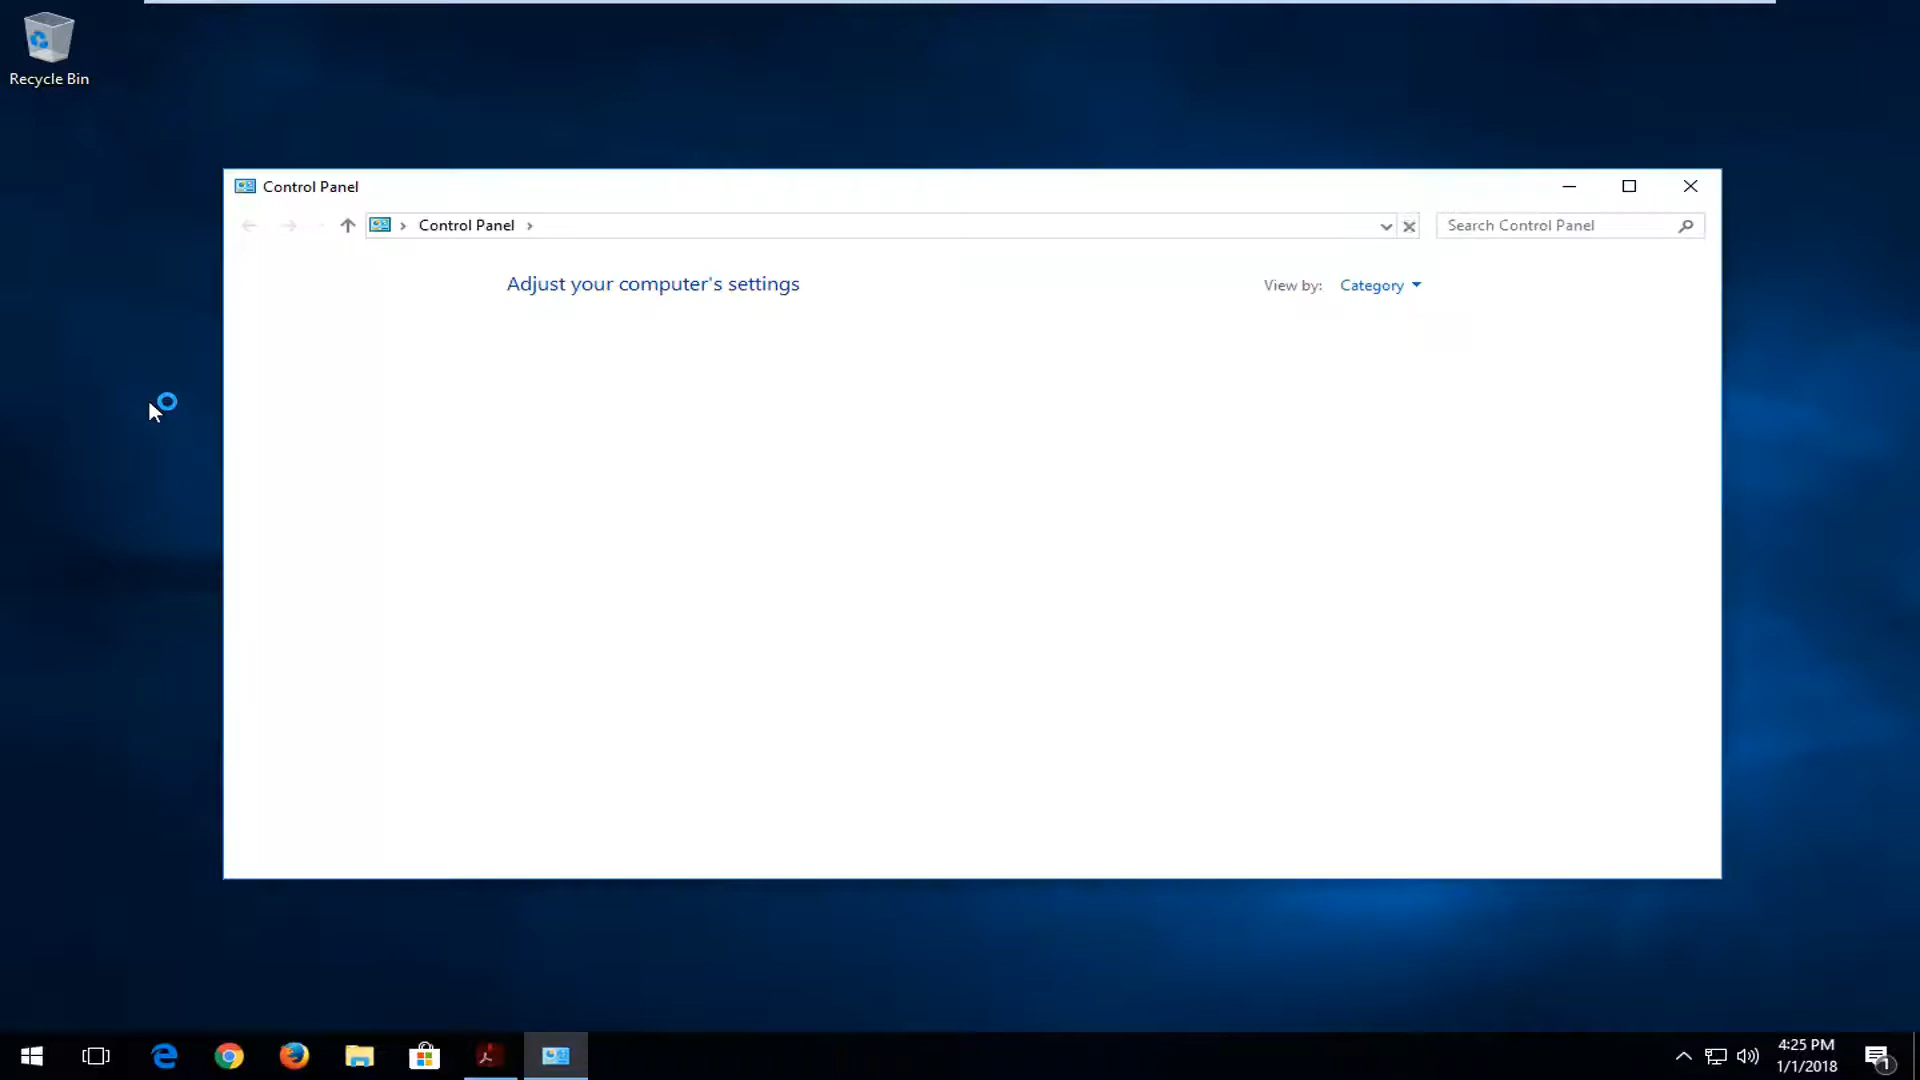 Recycle Bin
Control Panel
Control Panel
Search Control Panel
Adjust your computer's settings
View by: Category
4:25 PM
1/1/2018
1